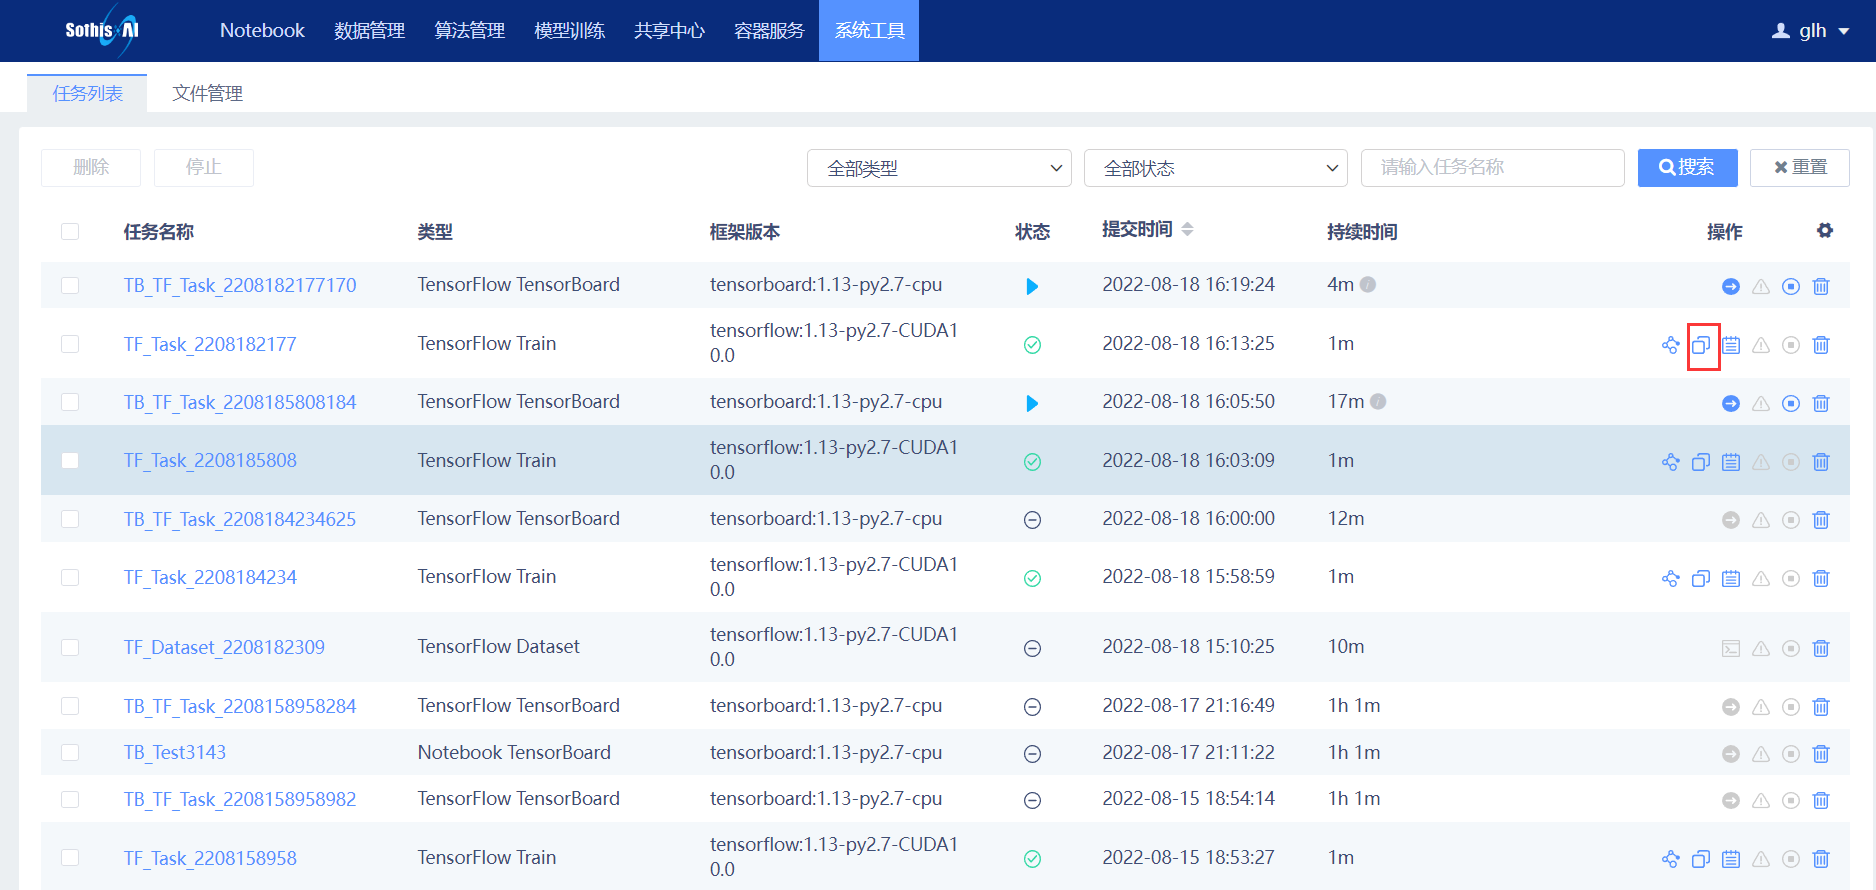 SothisAI Notebook 数据管理 算法管理 模型训练 共享中心 容器服务 系统工具 glh
任务列表 文件管理
删除 停止 全部类型 全部状态 请输入任务名称 搜索 重置
任务名称 类型 框架版本 状态 提交时间 持续时间 操作
TB_TF_Task_2208182177170 TensorFlow TensorBoard tensorboard:1.13-py2.7-cpu 2022-08-18 16:19:24 4m
TF_Task_2208182177 TensorFlow Train tensorflow:1.13-py2.7-CUDA1 2022-08-18 16:13:25 1m
0.0
TB_TF_Task_2208185808184 TensorFlow TensorBoard tensorboard:1.13-py2.7-cpu 2022-08-18 16:05:50 17m
TF_Task_2208185808 TensorFlow Train tensorflow:1.13-py2.7-CUDA1 2022-08-18 16:03:09 1m
0.0
TB_TF_Task_2208184234625 TensorFlow TensorBoard tensorboard:1.13-py2.7-cpu 2022-08-18 16:00:00 12m
TF_Task_2208184234 TensorFlow Train tensorflow:1.13-py2.7-CUDA1 2022-08-18 15:58:59 1m
0.0
TF_Dataset_2208182309 TensorFlow Dataset tensorflow:1.13-py2.7-CUDA1 2022-08-18 15:10:25 10m
0.0
TB_TF_Task_2208158958284 TensorFlow TensorBoard tensorboard:1.13-py2.7-cpu 2022-08-17 21:16:49 1h 1m
TB_Test3143 Notebook TensorBoard tensorboard:1.13-py2.7-cpu 2022-08-17 21:11:22 1h 1m
TB_TF_Task_2208158958982 TensorFlow TensorBoard tensorboard:1.13-py2.7-cpu 2022-08-15 18:54:14 1h 1m
TF_Task_2208158958 TensorFlow Train tensorflow:1.13-py2.7-CUDA1 2022-08-15 18:53:27 1m
0.0